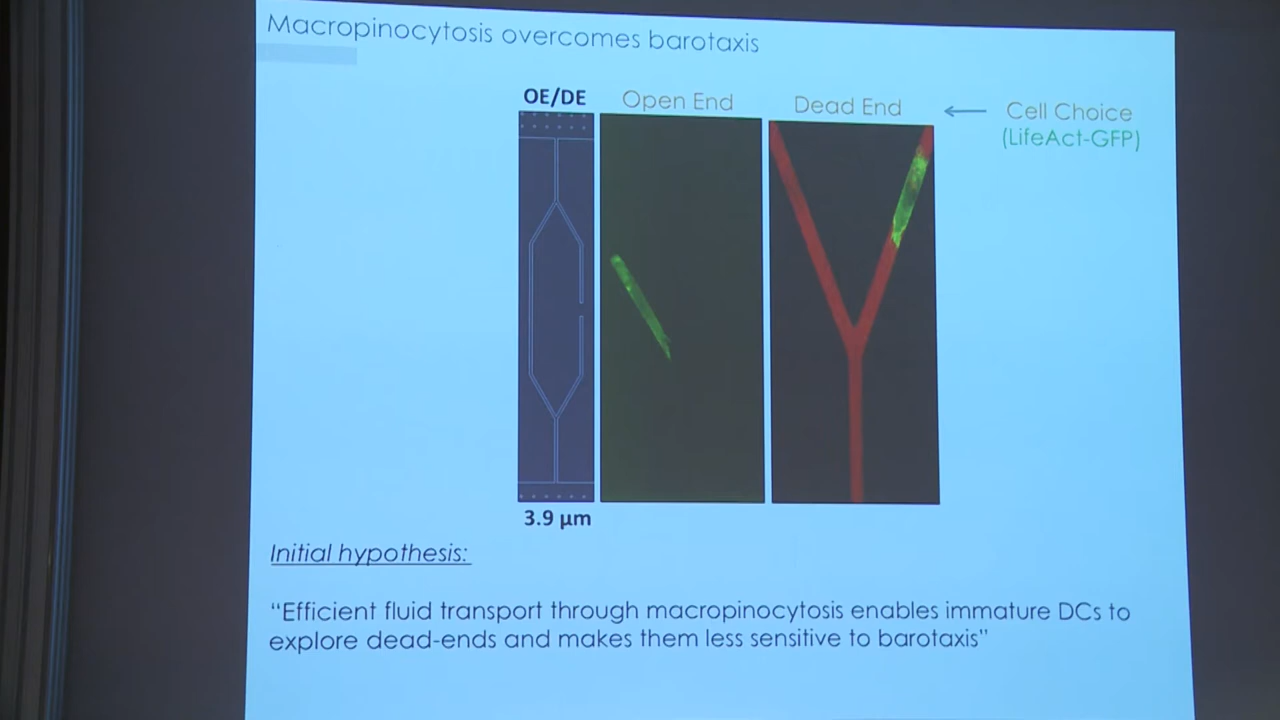 Macropinocytosis overcomes barotaxis
OE/DE
Open End
Dead End
Cell Choice
(LifeAct-GFP)
3.9 µm
Initial hypothesis:
“Efficient fluid transport through macropinocytosis enables immature DCs to
explore dead-ends and makes them less sensitive to barotaxis”